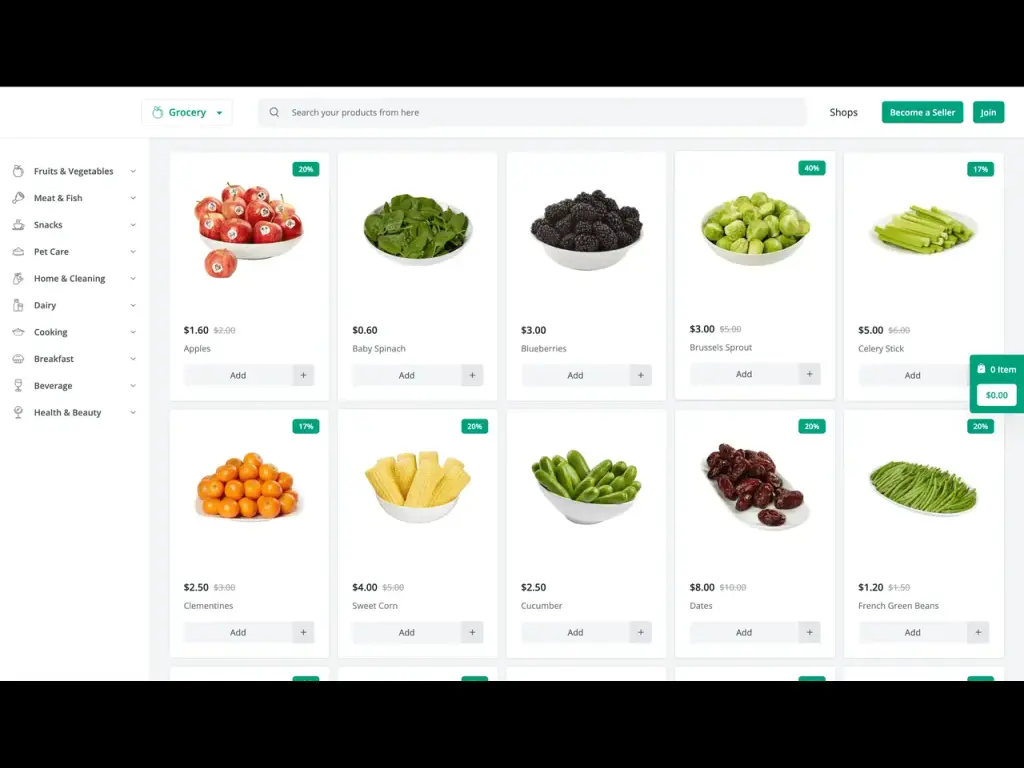 Grocery
Search your products from here
Shops
Become a Seller
Join
Fruits & Vegetables
Meat & Fish
Snacks
Pet Care
Home & Cleaning
Dairy
Cooking
Breakfast
Beverage
Health & Beauty
20%
$1.60 $2.00
Apples
Add +
$0.60
Baby Spinach
Add +
$3.00
Blueberries
Add +
40%
$3.00 $5.00
Brussels Sprout
Add +
17%
$5.00 $6.00
Celery Stick
Add
0 Item
$0.00
17%
$2.50 $3.00
Clementines
Add +
20%
$4.00 $5.00
Sweet Corn
Add +
$2.50
Cucumber
Add +
20%
$8.00 $10.00
Dates
Add +
20%
$1.20 $1.50
French Green Beans
Add +